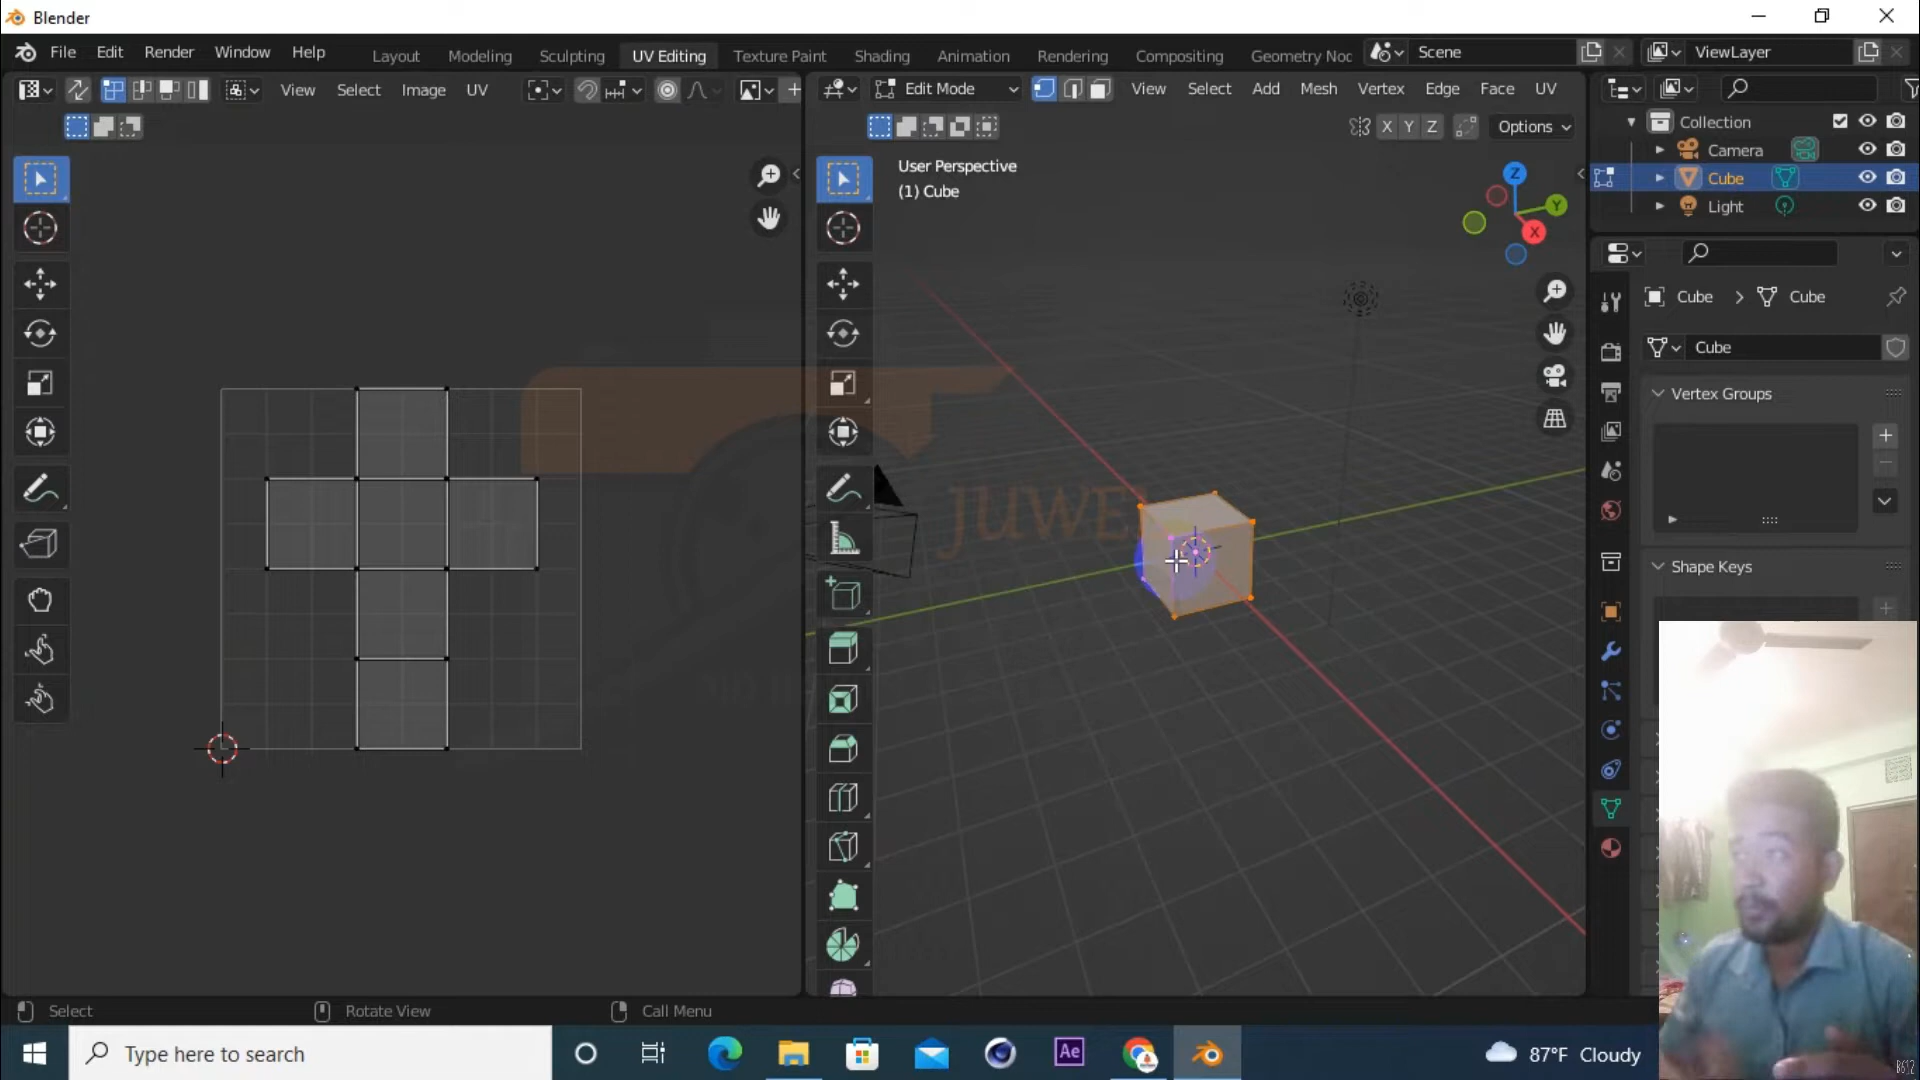 Blender
File Edit Render Window Help
Layout Modeling Sculpting UV Editing Texture Paint Shading Animation Rendering Compositing Geometry Noc
Scene
ViewLayer
View Select Image UV
Edit Mode
View Select Add Mesh Vertex Edge Face UV
X Y Z
Options
User Perspective
(1) Cube
Z
Y
X
Collection
Camera
Cube
Light
Cube > Cube
Cube
Vertex Groups
Shape Keys
JUWE
Select
Rotate View
Call Menu
Type here to search
Ae
87°F Cloudy
B612